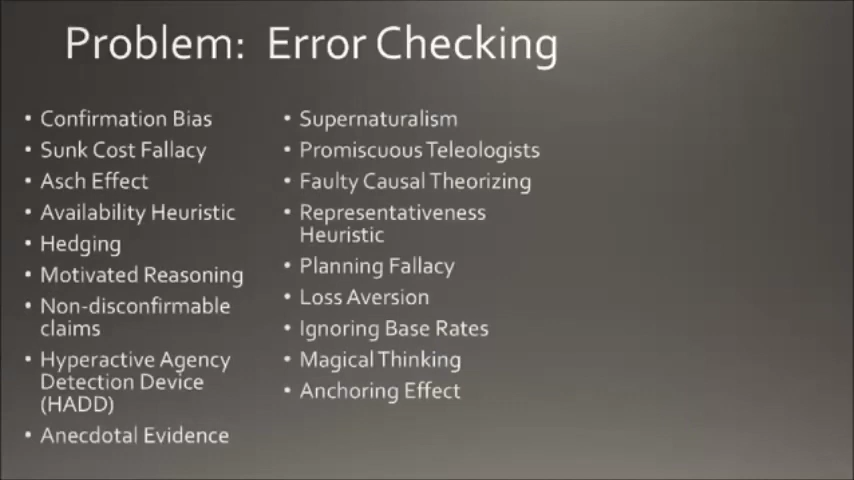 Problem: Error Checking
• Confirmation Bias
• Sunk Cost Fallacy
• Asch Effect
• Availability Heuristic
• Hedging
• Motivated Reasoning
• Non-disconfirmable
claims
• Hyperactive Agency
Detection Device
(HADD)
• Anecdotal Evidence
• Supernaturalism
• Promiscuous Teleologists
• Faulty Causal Theorizing
• Representativeness
Heuristic
• Planning Fallacy
• Loss Aversion
• Ignoring Base Rates
• Magical Thinking
• Anchoring Effect